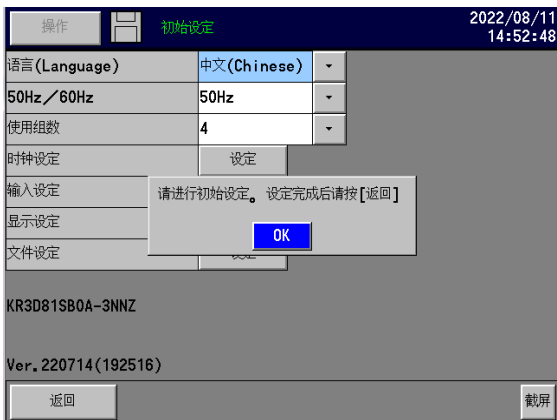 操作
初始设定
2022/08/11
14:52:48
语言(Language)
中文(Chinese)
50Hz／60Hz
50Hz
使用组数
4
时钟设定
设定
输入设定
显示设定
文件设定
请进行初始设定。设定完成后请按[返回]
OK
KR3D81SB0A-3NNZ
Ver.220714(192516)
返回
截屏